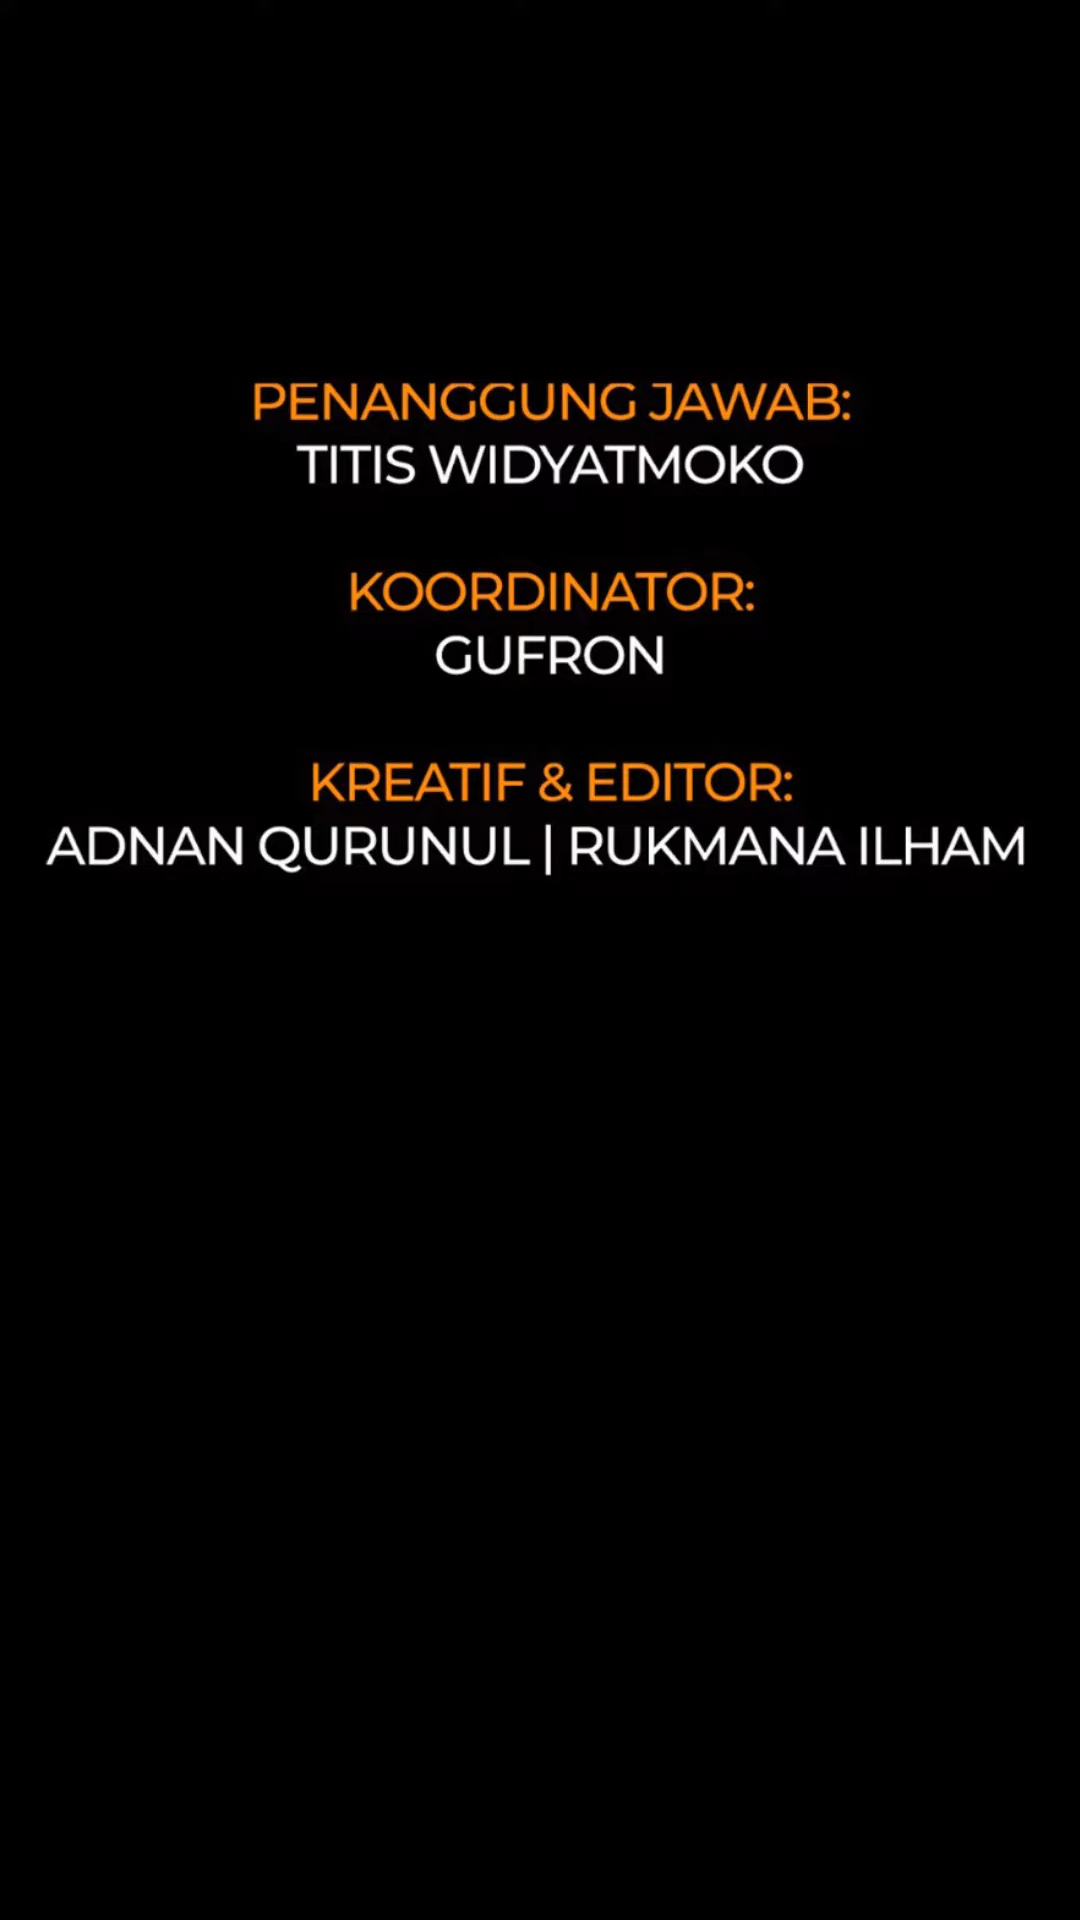 PENANGGUNG JAWAB:
TITIS WIDYATMOKO
KOORDINATOR:
GUFRON
KREATIF & EDITOR:
ADNAN QURUNUL | RUKMANA ILHAM